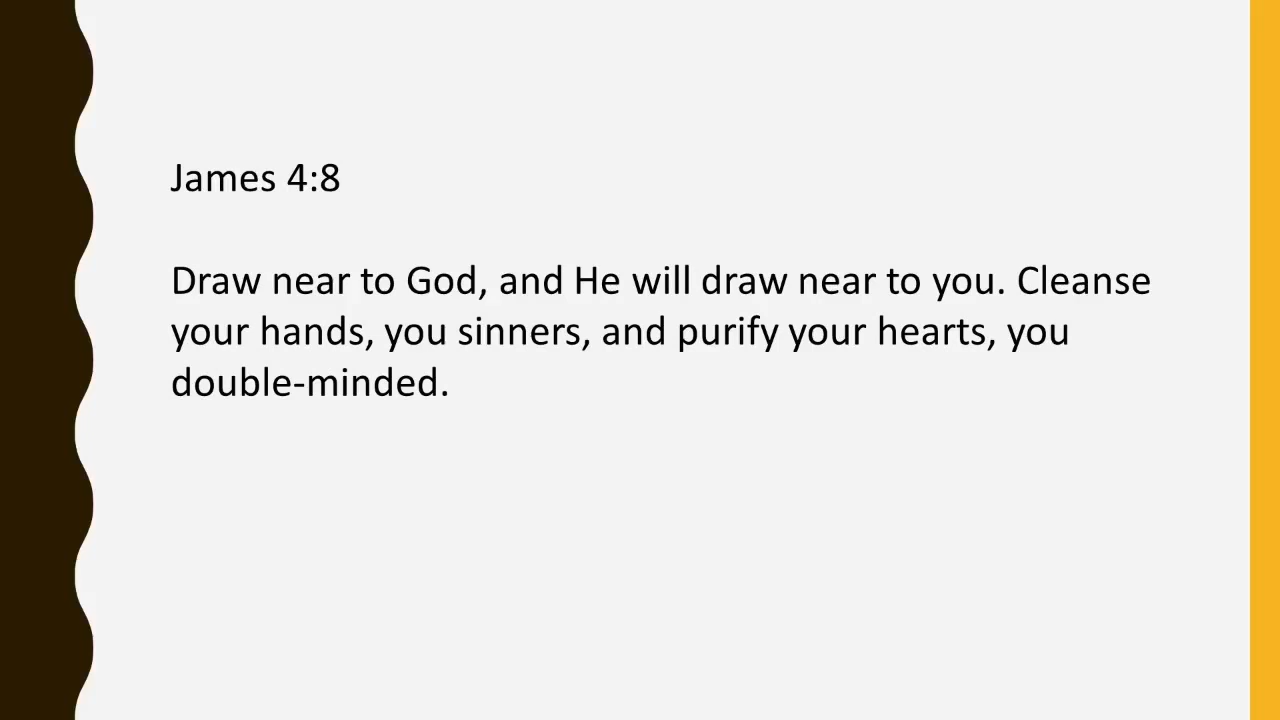 James 4:8
Draw near to God, and He will draw near to you. Cleanse
your hands, you sinners, and purify your hearts, you
double-minded.